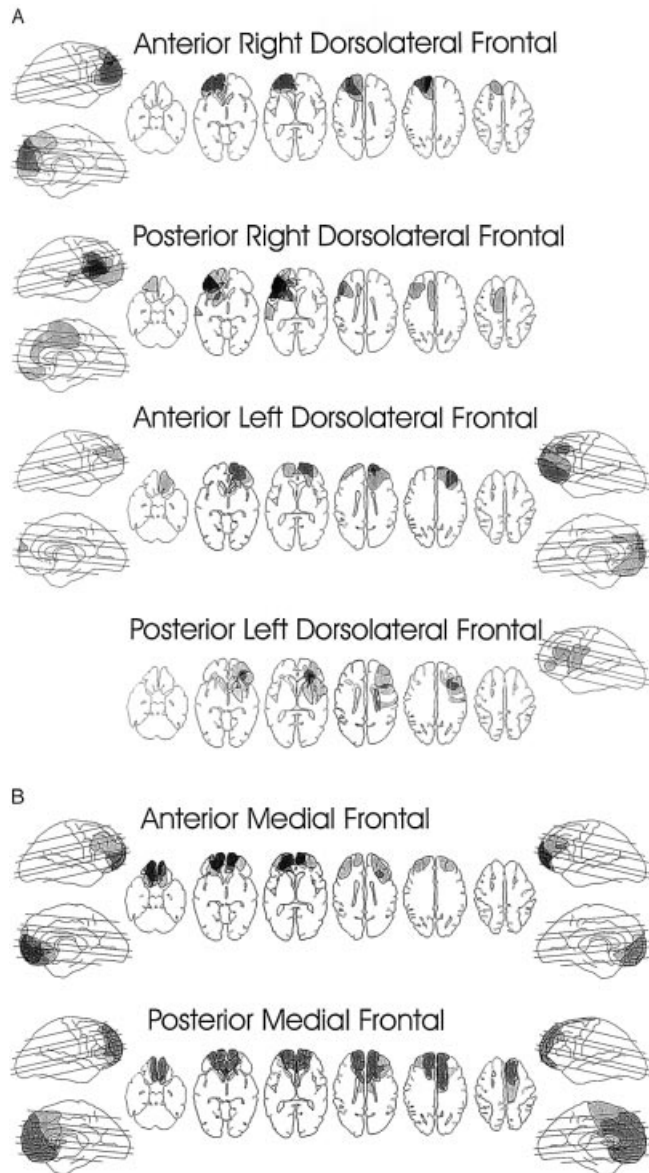 A
Anterior Right Dorsolateral Frontal
Posterior Right Dorsolateral Frontal
Anterior Left Dorsolateral Frontal
Posterior Left Dorsolateral Frontal
B
Anterior Medial Frontal
Posterior Medial Frontal